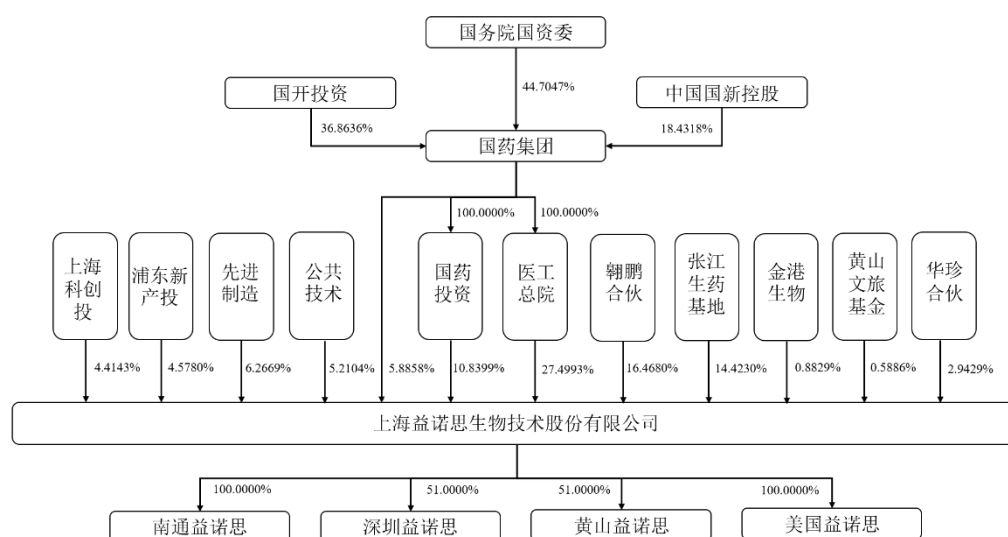 国务院国资委
44.7047%
国开投资
中国国新控股
36.8636%
18.4318%
国药集团
100.0000%
100.0000%
上海
科创投
浦东新
产投
先进
制造
公共
技术
国药
投资
医工
总院
翱鹏
合伙
张江
生药
基地
金港
生物
黄山
文旅
基金
华珍
合伙
4.4143%
4.5780%
6.2669%
5.2104%
5.8858%
10.8399%
27.4993%
16.4680%
14.4230%
0.8829%
0.5886%
2.9429%
上海益诺思生物技术股份有限公司
100.0000%
51.0000%
51.0000%
100.0000%
南通益诺思
深圳益诺思
黄山益诺思
美国益诺思